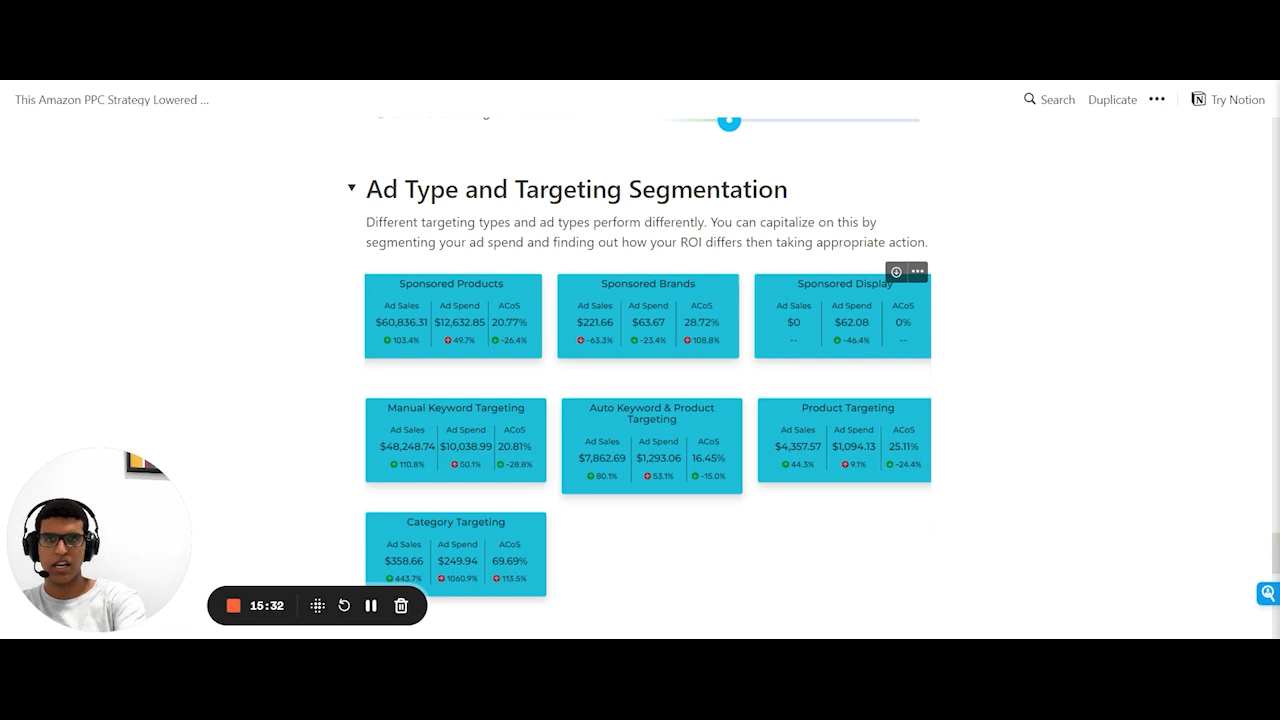 This Amazon PPC Strategy Lowered ...
Search
Duplicate
Try Notion
Ad Type and Targeting Segmentation
Different targeting types and ad types perform differently. You can capitalize on this by
segmenting your ad spend and finding out how your ROI differs then taking appropriate action.
Sponsored Products
Ad Sales Ad Spend ACoS
$60,836.31 $12,632.85 20.77%
103.4% 49.7% -26.4%
Sponsored Brands
Ad Sales Ad Spend ACoS
$221.66 $63.67 28.72%
-63.3% -23.4% 108.8%
Sponsored Display
Ad Sales Ad Spend ACoS
$0 $62.08 0%
-- -46.4% --
Manual Keyword Targeting
Ad Sales Ad Spend ACoS
$48,248.74 $10,038.99 20.81%
110.8% 50.1% -28.8%
Auto Keyword & Product
Targeting
Ad Sales Ad Spend ACoS
$7,862.69 $1,293.06 16.45%
80.1% 53.1% -15.0%
Product Targeting
Ad Sales Ad Spend ACoS
$4,357.57 $1,094.13 25.11%
44.3% 9.1% -24.4%
Category Targeting
Ad Sales Ad Spend ACoS
$358.66 $249.94 69.69%
443.7% 1060.9% 113.5%
15:32